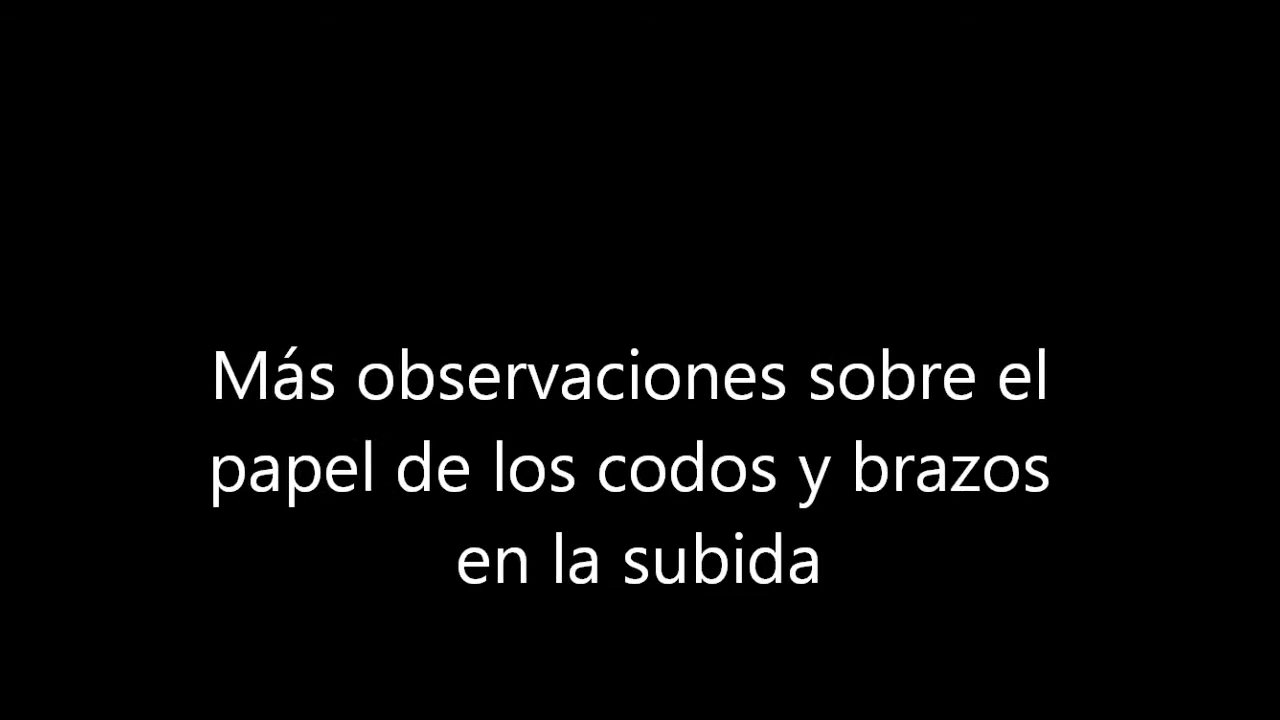 Más observaciones sobre el
papel de los codos y brazos
en la subida